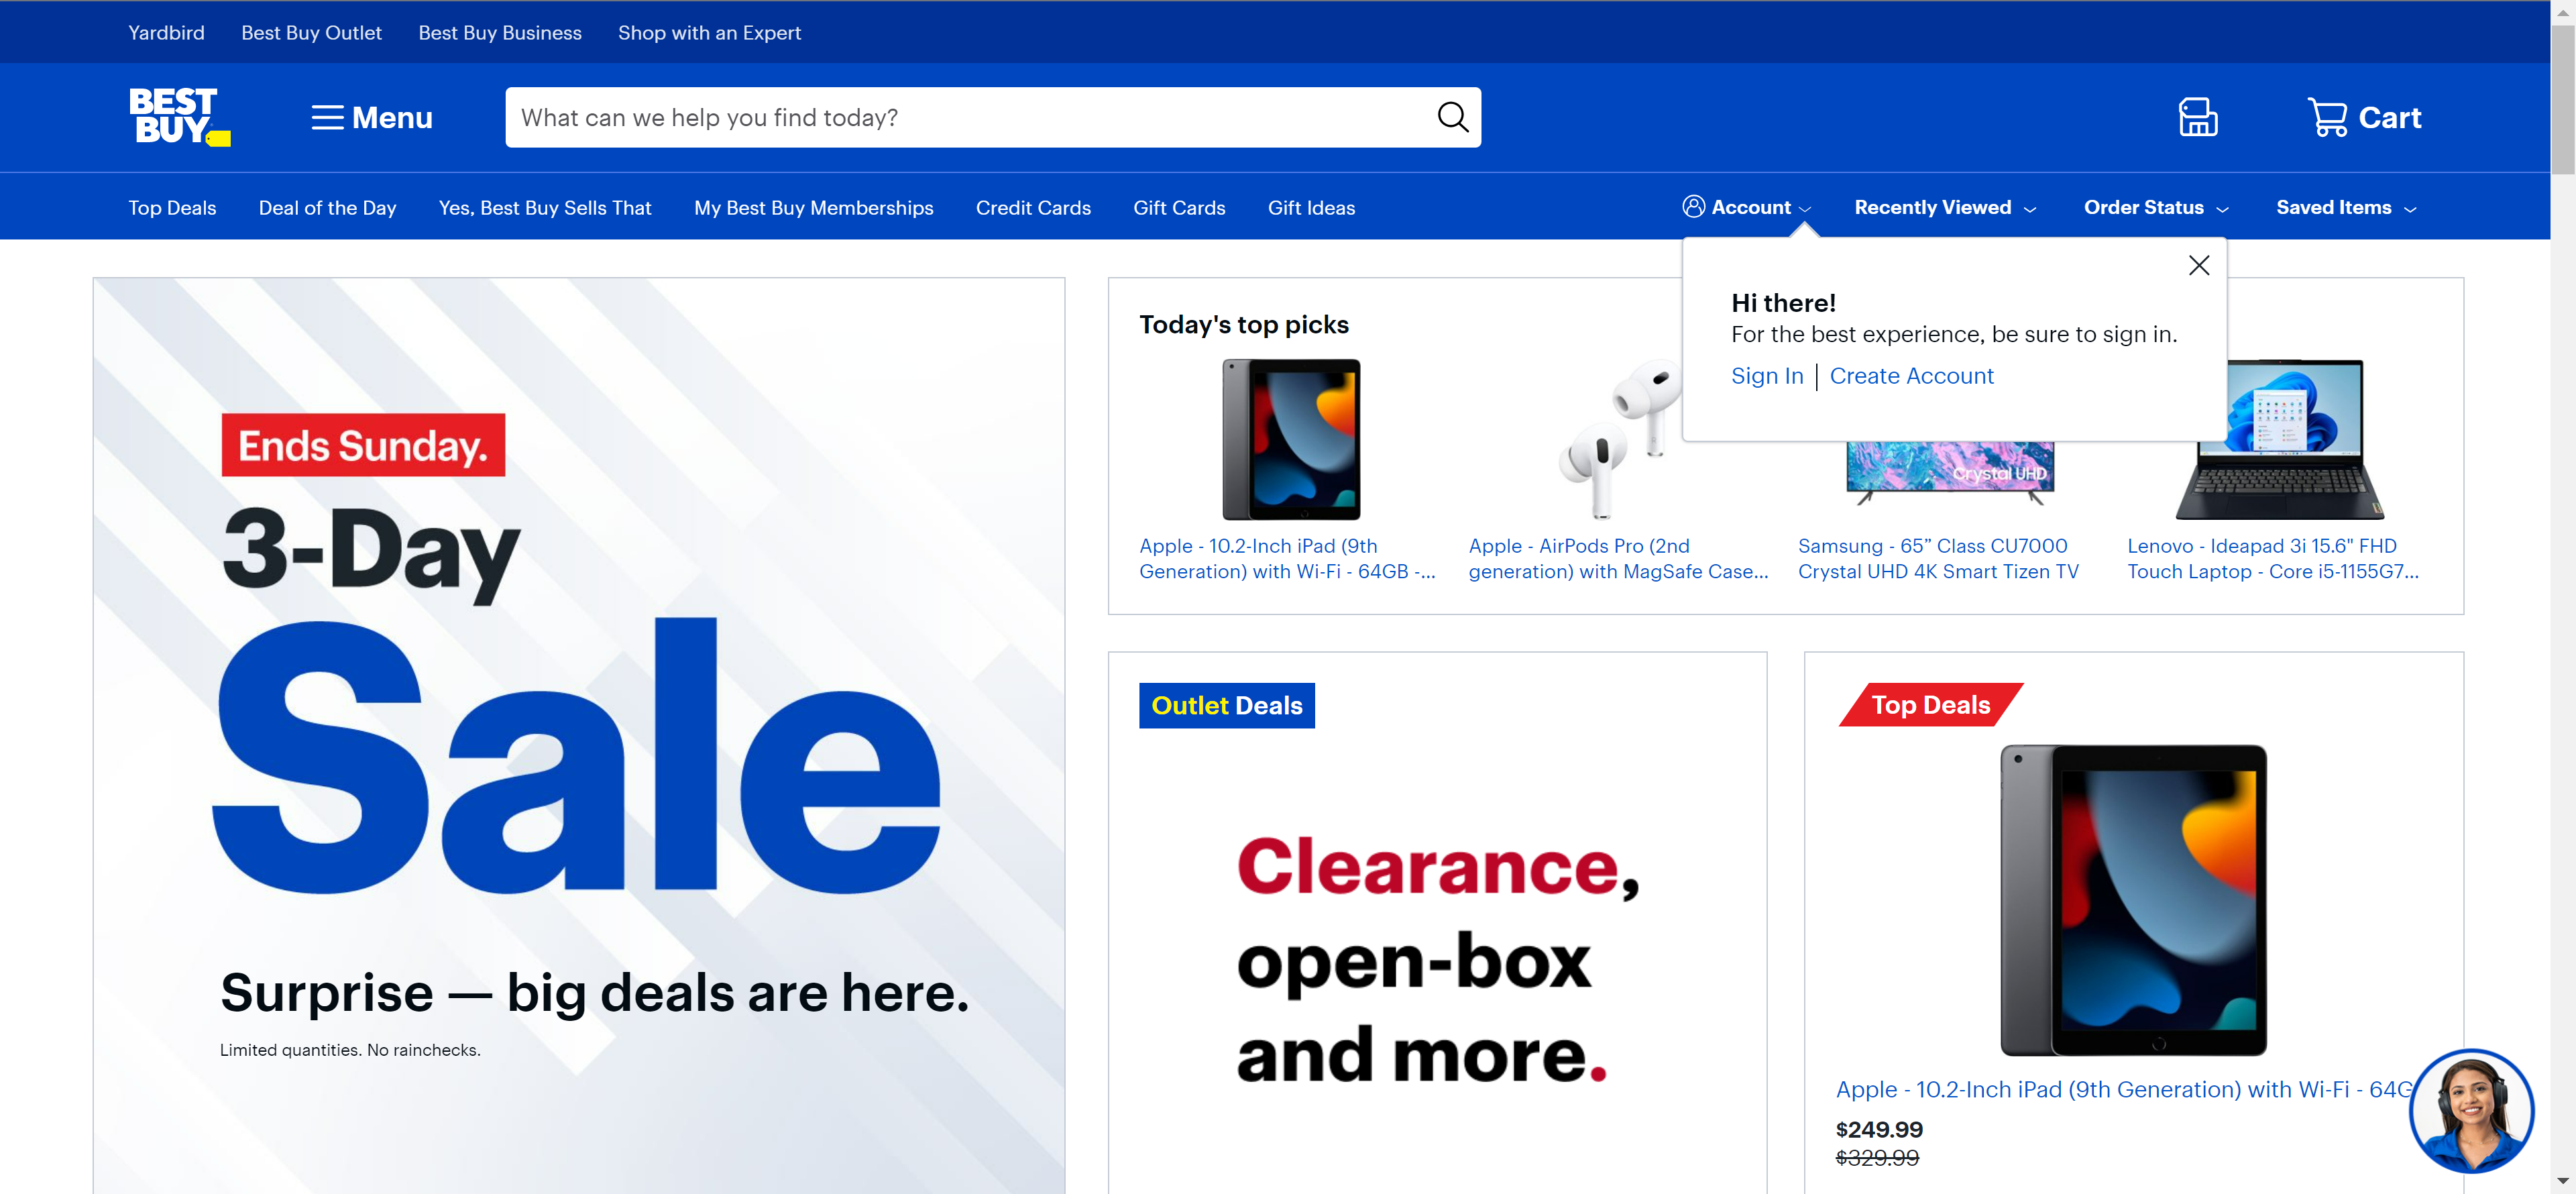 Yardbird
Best Buy Outlet
Best Buy Business
Shop with an Expert
BEST
BUY
Menu
What can we help you find today?
Cart
Top Deals
Deal of the Day
Yes, Best Buy Sells That
My Best Buy Memberships
Credit Cards
Gift Cards
Gift Ideas
Account
Recently Viewed
Order Status
Saved Items
Hi there!
For the best experience, be sure to sign in.
Sign In | Create Account
Ends Sunday.
3-Day
Sale
Surprise — big deals are here.
Limited quantities. No rainchecks.
Today's top picks
Crystal UHD
Apple - 10.2-Inch iPad (9th
Generation) with Wi-Fi - 64GB -...
Apple - AirPods Pro (2nd
generation) with MagSafe Case...
Samsung - 65” Class CU7000
Crystal UHD 4K Smart Tizen TV
Lenovo - Ideapad 3i 15.6" FHD
Touch Laptop - Core i5-1155G7...
Outlet Deals
Clearance,
open-box
and more.
Top Deals
Apple - 10.2-Inch iPad (9th Generation) with Wi-Fi - 64G
$249.99
$329.99